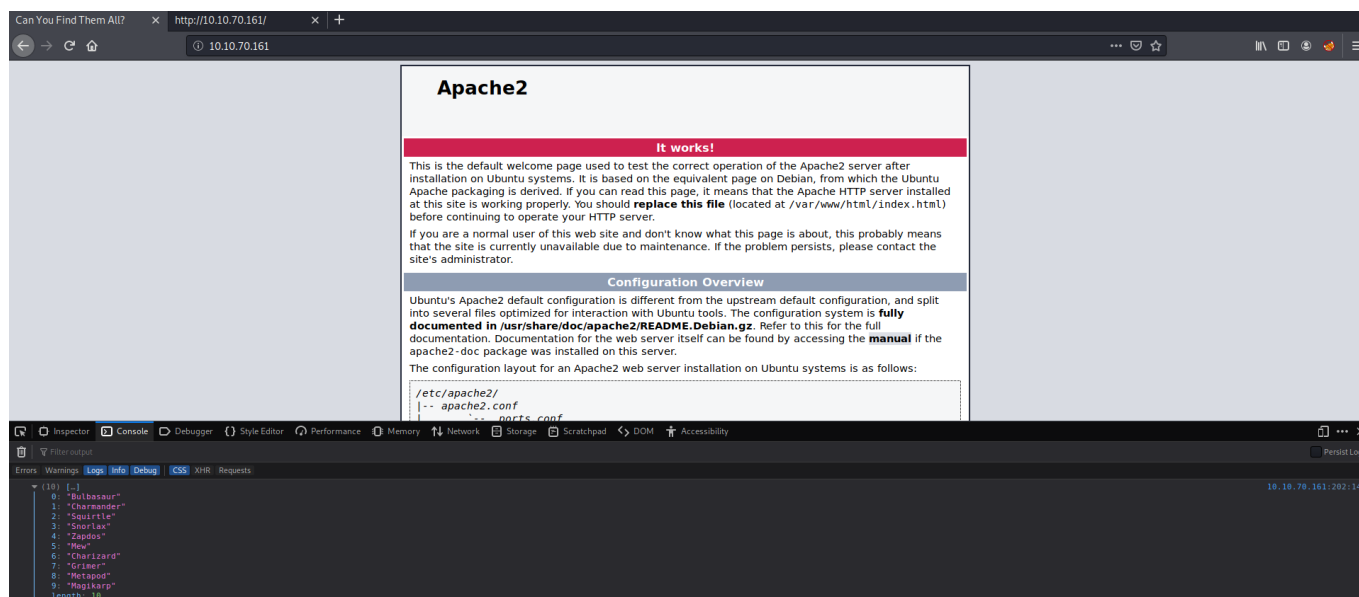 Can You Find Them All?
http://10.10.70.161/
10.10.70.161
Apache2
It works!
This is the default welcome page used to test the correct operation of the Apache2 server after
installation on Ubuntu systems. It is based on the equivalent page on Debian, from which the Ubuntu
Apache packaging is derived. If you can read this page, it means that the Apache HTTP server installed
at this site is working properly. You should replace this file (located at /var/www/html/index.html)
before continuing to operate your HTTP server.
If you are a normal user of this web site and don't know what this page is about, this probably means
that the site is currently unavailable due to maintenance. If the problem persists, please contact the
site's administrator.
Configuration Overview
Ubuntu's Apache2 default configuration is different from the upstream default configuration, and split
into several files optimized for interaction with Ubuntu tools. The configuration system is fully
documented in /usr/share/doc/apache2/README.Debian.gz. Refer to this for the full
documentation. Documentation for the web server itself can be found by accessing the manual if the
apache2-doc package was installed on this server.
The configuration layout for an Apache2 web server installation on Ubuntu systems is as follows:
/etc/apache2/
|-- apache2.conf
|       `--  ports.conf
Inspector Console Debugger {} Style Editor Performance Memory Network Storage Scratchpad DOM Accessibility
Filter output Persist Lo
Errors Warnings Logs Info Debug CSS XHR Requests
(10) […] 10.10.70.161:202:14
0: "Bulbasaur"
1: "Charmander"
2: "Squirtle"
3: "Snorlax"
4: "Zapdos"
5: "Mew"
6: "Charizard"
7: "Grimer"
8: "Metapod"
9: "Magikarp"
length: 10